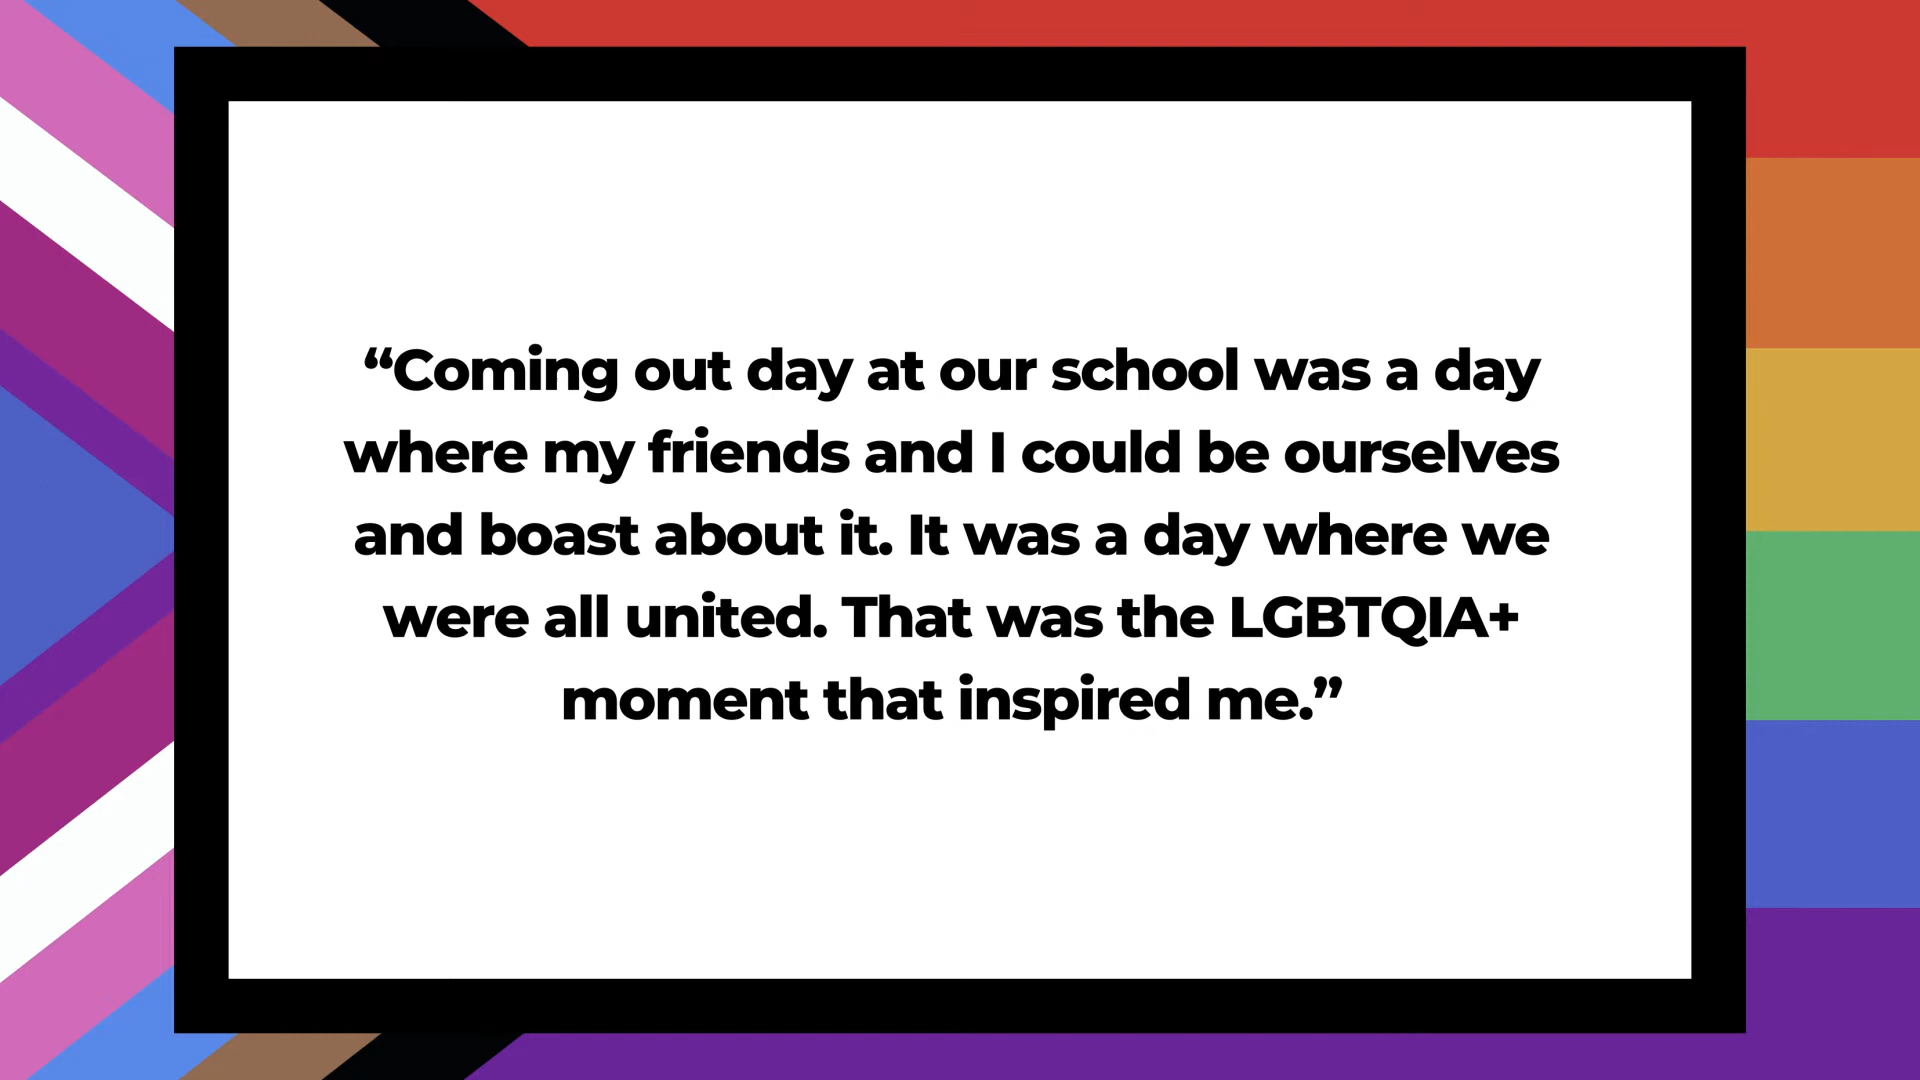 “Coming out day at our school was a day
where my friends and I could be ourselves
and boast about it. It was a day where we
were all united. That was the LGBTQIA+
moment that inspired me.”